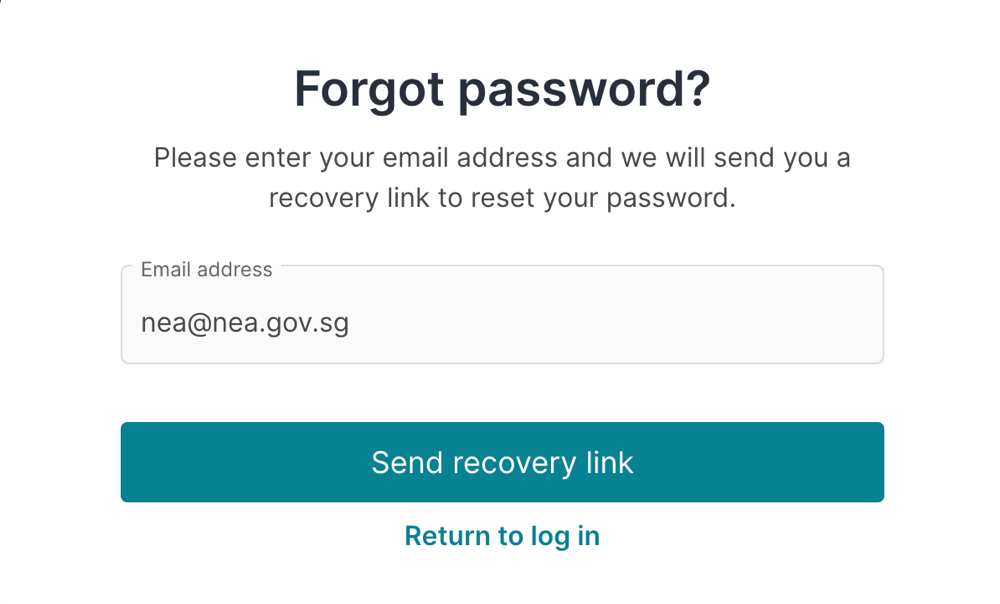 Forgot password?
Please enter your email address and we will send you a
recovery link to reset your password.
Email address
nea@nea.gov.sg
Send recovery link
Return to log in